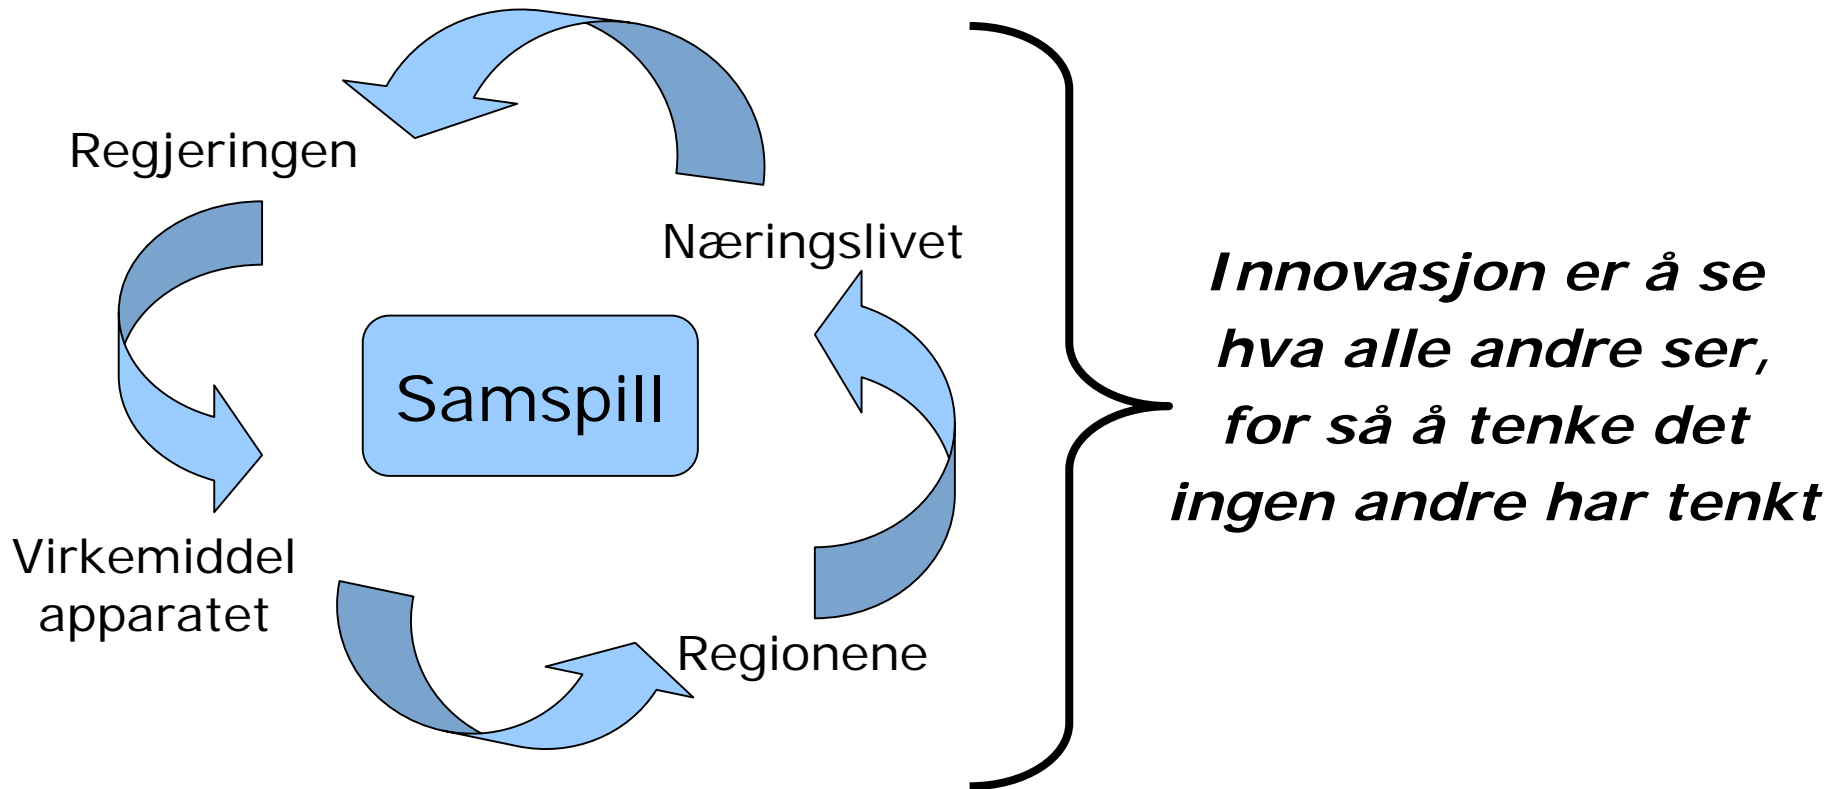 Regjeringen
Næringslivet
Samspill
Virkemiddel
apparatet
Regionene
Innovasjon er å se
hva alle andre ser,
for så å tenke det
ingen andre har tenkt